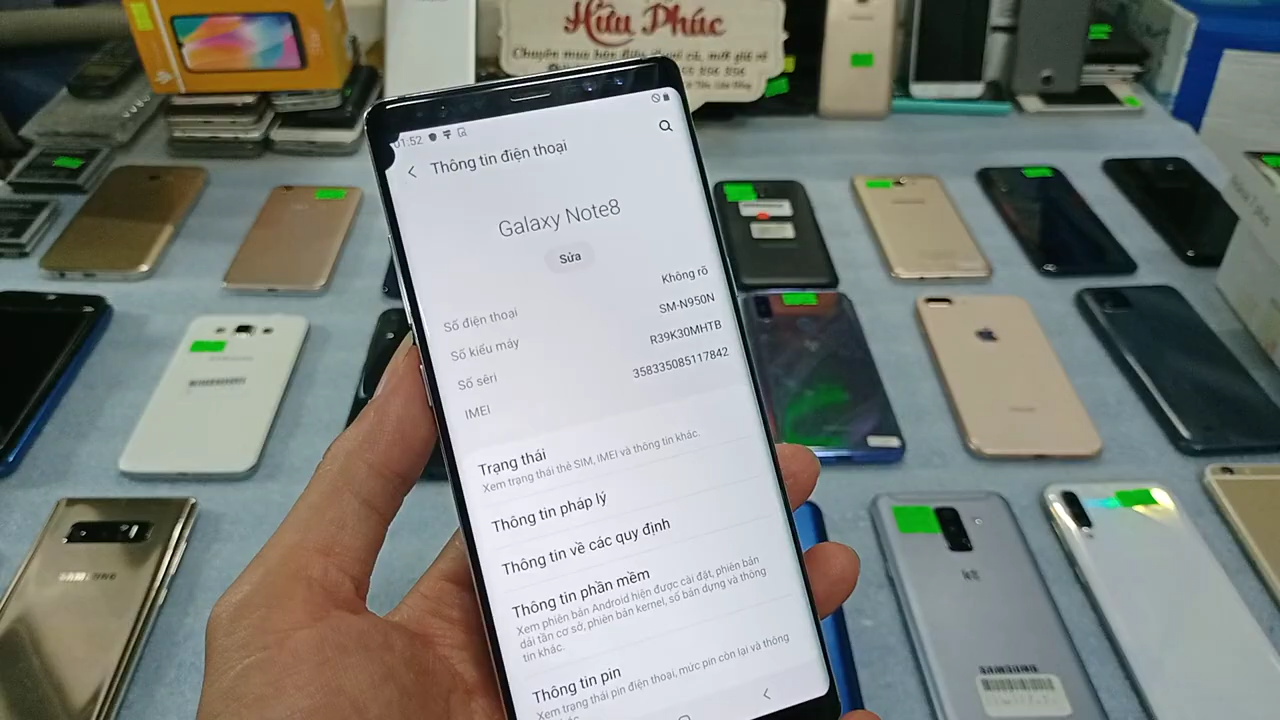 Hữu Phúc
01:52
Thông tin điện thoại
Galaxy Note8
Sửa
Số điện thoại
Không rõ
Số kiểu máy
SM-N950N
Số sêri
R39K30MHTB
IMEI
358335085117842
Trạng thái
Xem trạng thái thẻ SIM, IMEI và thông tin khác.
Thông tin pháp lý
Thông tin về các quy định
Thông tin phần mềm
Xem phiên bản Android hiện được cài đặt, phiên bản
dải tần cơ sở, phiên bản kernel, số bản dựng và thông
tin khác.
Thông tin pin
Xem trạng thái pin điện thoại, mức pin còn lại và thông
SAMSUNG